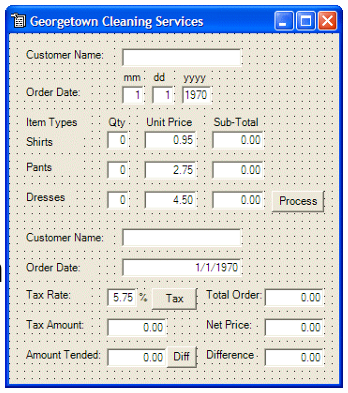 Georgetown Cleaning Services
Customer Name:
mm dd yyyy
Order Date: 1 1 1970
Item Types Qty Unit Price Sub-Total
Shirts 0 0.95 0.00
Pants 0 2.75 0.00
Dresses 0 4.50 0.00 Process
Customer Name:
Order Date: 1/1/1970
Tax Rate: 5.75 % Tax Total Order: 0.00
Tax Amount: 0.00 Net Price: 0.00
Amount Tended: 0.00 Diff Difference 0.00